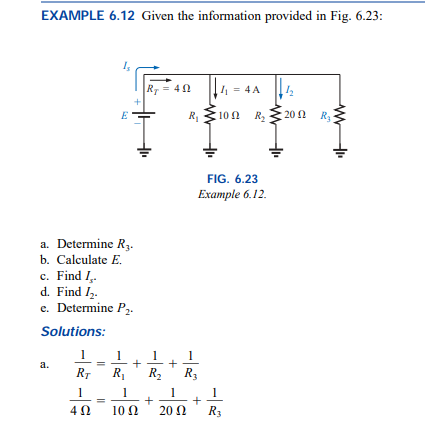 EXAMPLE 6.12 Given the information provided in Fig. 6.23:
Is
RT = 4 Ω
I1 = 4 A
I2
+
E
–
R1
10 Ω
R2
20 Ω
R3
FIG. 6.23
Example 6.12.
a. Determine R3.
b. Calculate E.
c. Find Is.
d. Find I2.
e. Determine P2.
Solutions:
a. 1/RT = 1/R1 + 1/R2 + 1/R3
1/4 Ω = 1/10 Ω + 1/20 Ω + 1/R3